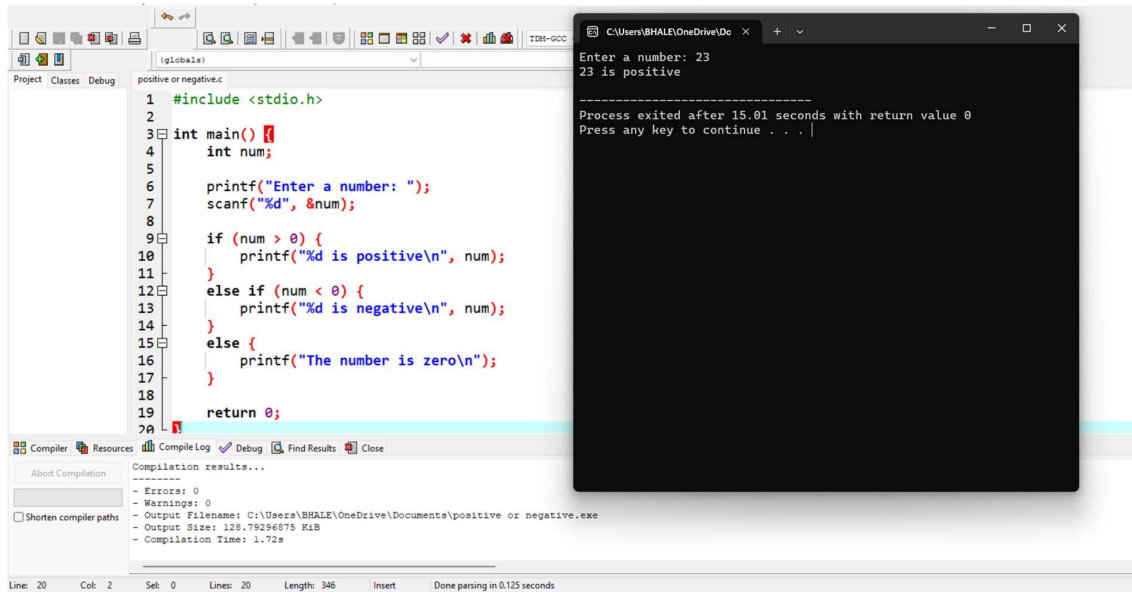 TDM-GCC
(globals)
Project Classes Debug
positive or negative.c
1 #include <stdio.h>
2
3 int main() {
4     int num;
5
6     printf("Enter a number: ");
7     scanf("%d", &num);
8
9     if (num > 0) {
10         printf("%d is positive\n", num);
11     }
12     else if (num < 0) {
13         printf("%d is negative\n", num);
14     }
15     else {
16         printf("The number is zero\n");
17     }
18
19     return 0;
20 }
C:\Users\BHALE\OneDrive\Do
Enter a number: 23
23 is positive
--------------------------------
Process exited after 15.01 seconds with return value 0
Press any key to continue . . .
Compiler Resources Compile Log Debug Find Results Close
Abort Compilation
Shorten compiler paths
Compilation results...
--------
- Errors: 0
- Warnings: 0
- Output Filename: C:\Users\BHALE\OneDrive\Documents\positive or negative.exe
- Output Size: 128.79296875 KiB
- Compilation Time: 1.72s
Line: 20 Col: 2 Sel: 0 Lines: 20 Length: 346 Insert Done parsing in 0.125 seconds